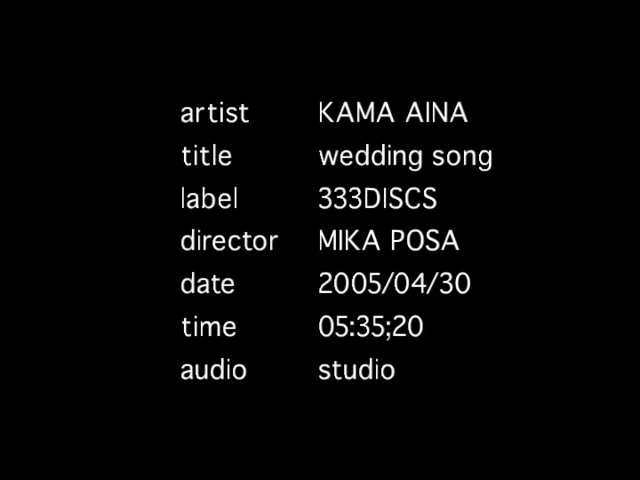 artist KAMA AINA
title wedding song
label 333DISCS
director MIKA POSA
date 2005/04/30
time 05:35;20
audio studio